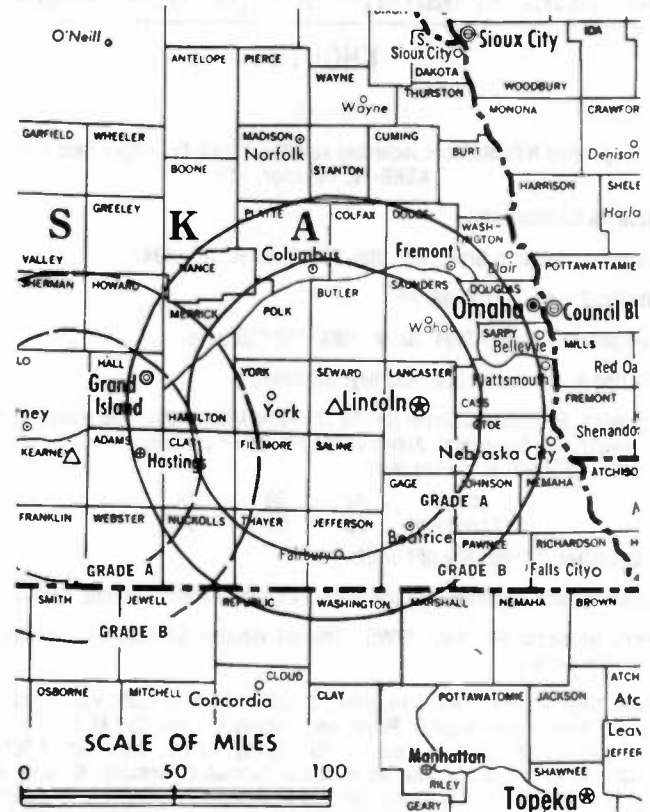 O'Neill
S. Sioux City
Sioux City
IDA
ANTELOPE PIERCE
WAYNE
DAKOTA
THURSTON
WOODBURY
Wayne
MONONA CRAWFOR
GARFIELD WHEELER
MADISON
CUMING
Norfolk
BURT
Denison
BOONE
STANTON
HARRISON SHELE
GREELEY
PLATTE COLFAX DODGE
WASH-
INGTON
Harla
S K A
VALLEY
NANCE
Columbus
Fremont
Blair
POTTAWATTAMIE
SHERMAN HOWARD
BUTLER
SAUNDERS
DOUGLAS
MERRICK
POLK
Omaha Council Bl
Wahoo
SARPY
Bellevue
MILLS
LO HALL
YORK SEWARD LANCASTER
Plattsmouth
Red Oa
Grand
Island
York
Lincoln
CASS
FREMONT
ney
HAMILTON
OTOE
Shenando
KEARNEY ADAMS CLAY FILLMORE SALINE
Nebraska City
Hastings
GAGE JOHNSON NEMAHA
ATCHISO
GRADE A
FRANKLIN WEBSTER NUCKOLLS THAYER JEFFERSON
Beatrice
PAWNEE RICHARDSON
Fairbury
GRADE A
GRADE
Falls City
SMITH JEWELL REPUBLIC WASHINGTON MARSHALL NEMAHA BROWN
GRADE B
CLOUD
OSBORNE MITCHELL
Concordia
CLAY POTTAWATOMIE JACKSON
ATCH
Atc
Leav
JEFFER
SCALE OF MILES
Manhattan
SHAWNEE
0 50 100
RILEY
GEARY
Topeka